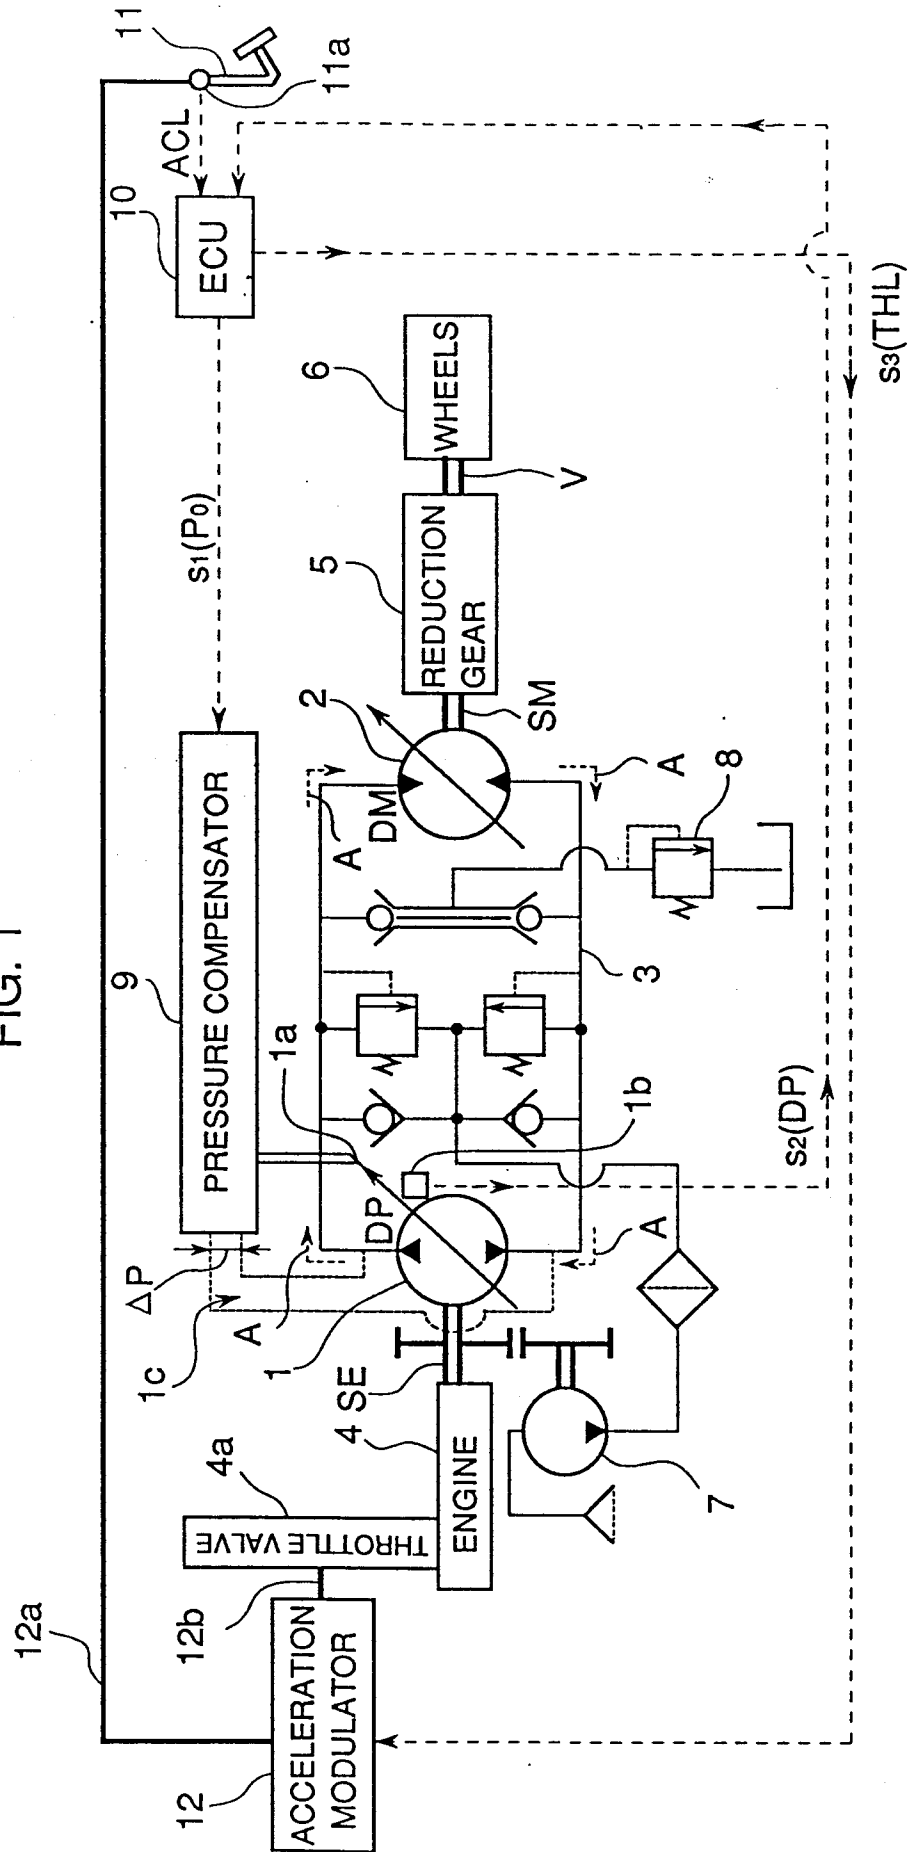 FIG. 1
12a
12
ACCELERATION
MODULATOR
12b
4a
THROTTLE VALVE
4
ENGINE
SE
7
1c
ΔP
A
1
DP
1a
1b
A
9
PRESSURE COMPENSATOR
s1(P0)
10
ECU
ACL
11
11a
A
DM
2
SM
5
REDUCTION
GEAR
V
6
WHEELS
3
8
A
s2(DP)
s3(THL)